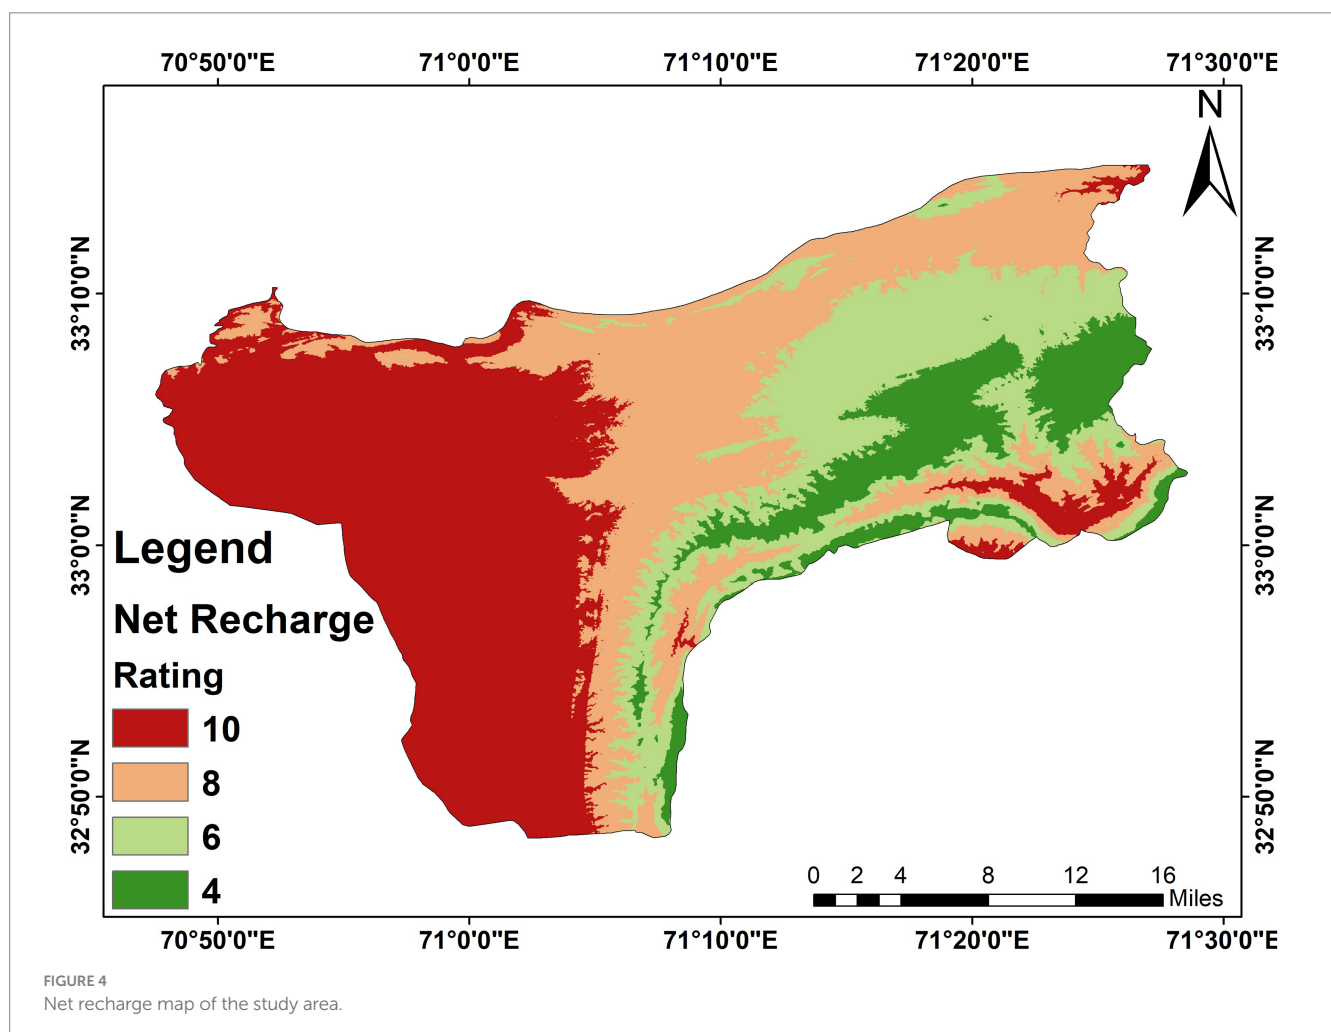 70°50'0"E 71°0'0"E 71°10'0"E 71°20'0"E 71°30'0"E
N
33°10'0"N 33°10'0"N
33°0'0"N 33°0'0"N
Legend
Net Recharge
Rating
10
8
6
4
32°50'0"N 32°50'0"N
0 2 4 8 12 16
Miles
70°50'0"E 71°0'0"E 71°10'0"E 71°20'0"E 71°30'0"E
FIGURE 4
Net recharge map of the study area.